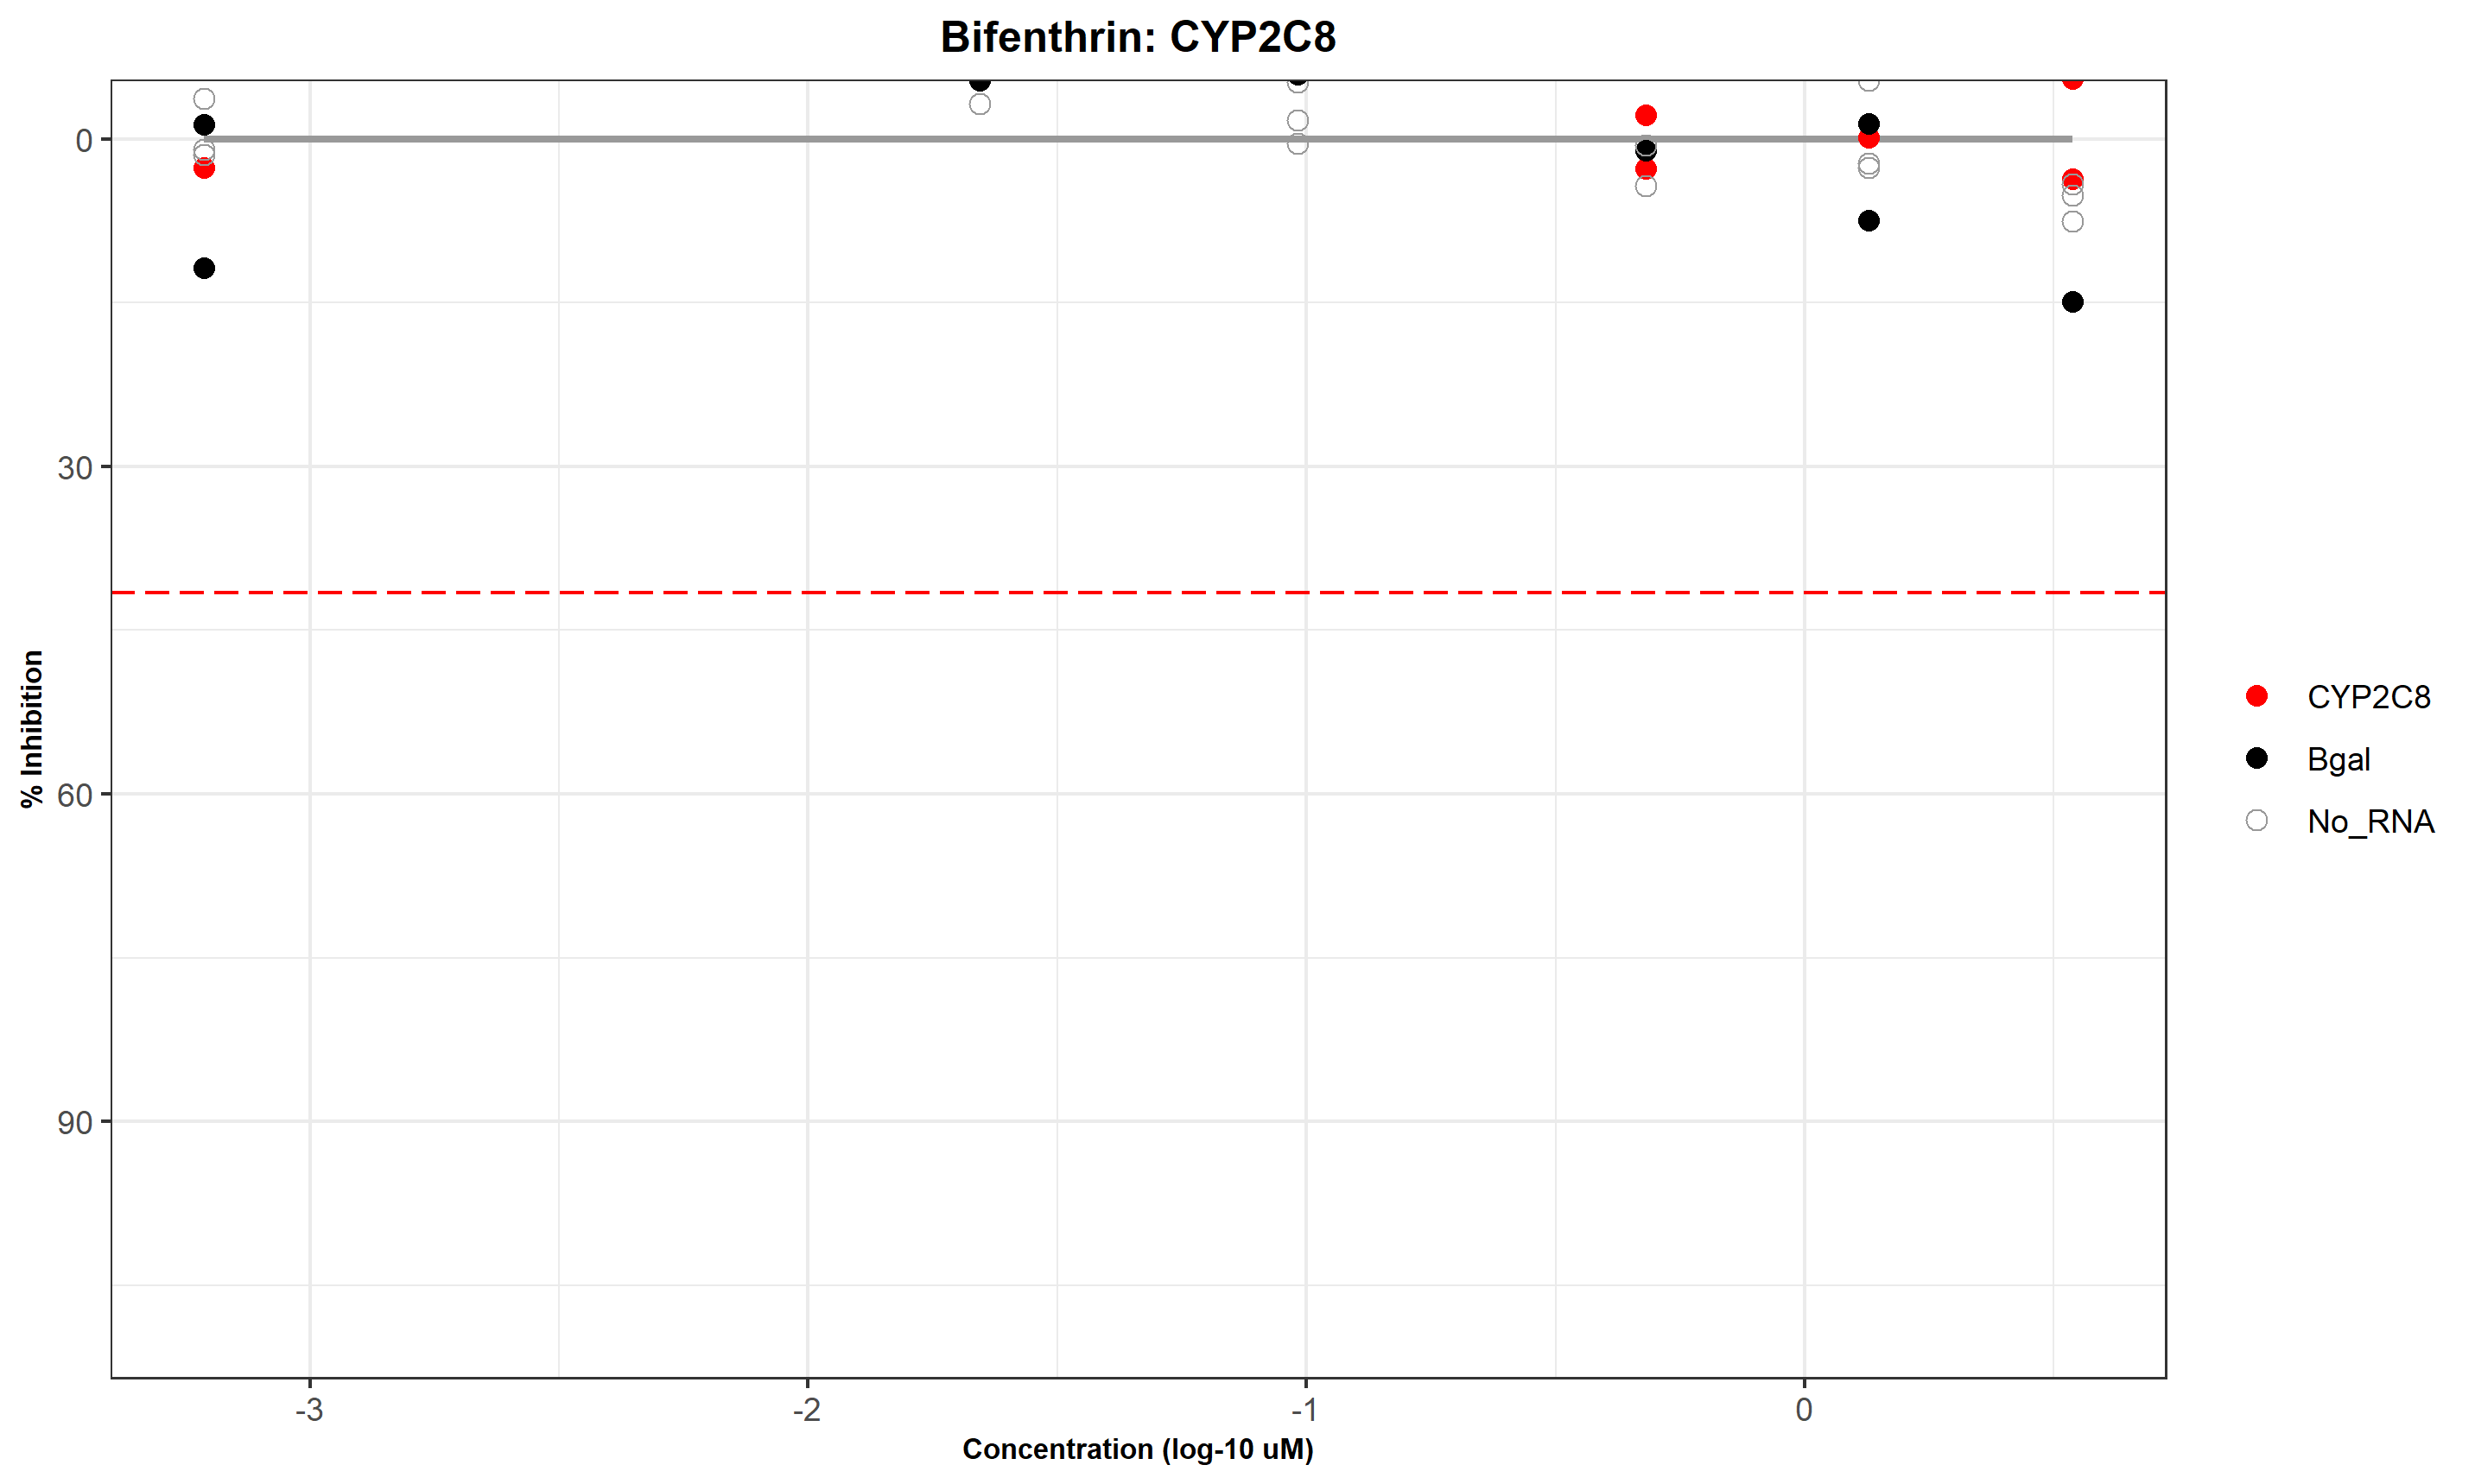 Bifenthrin: CYP2C8
% Inhibition
0
30
60
90
-3
-2
-1
0
Concentration (log-10 uM)
CYP2C8
Bgal
No_RNA